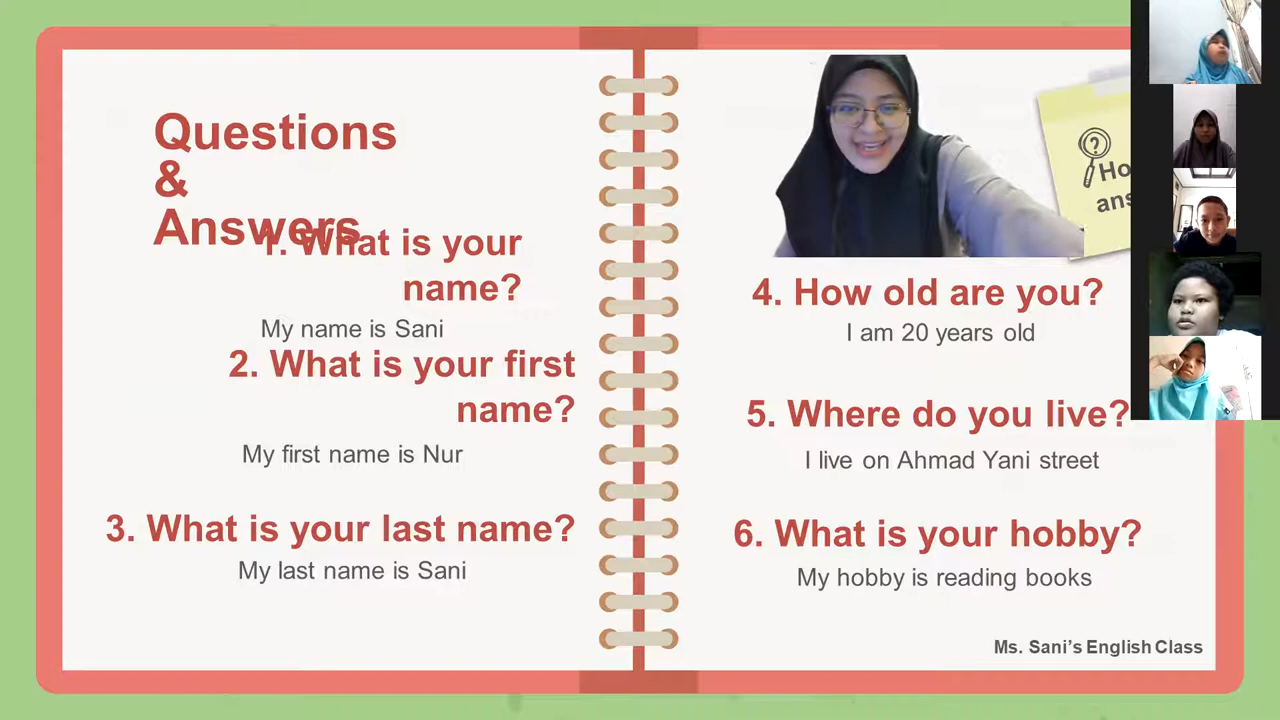 Questions
&
Answers
1. What is your
name?
My name is Sani
2. What is your first
name?
My first name is Nur
3. What is your last name?
My last name is Sani
4. How old are you?
I am 20 years old
5. Where do you live?
I live on Ahmad Yani street
6. What is your hobby?
My hobby is reading books
Ms. Sani's English Class